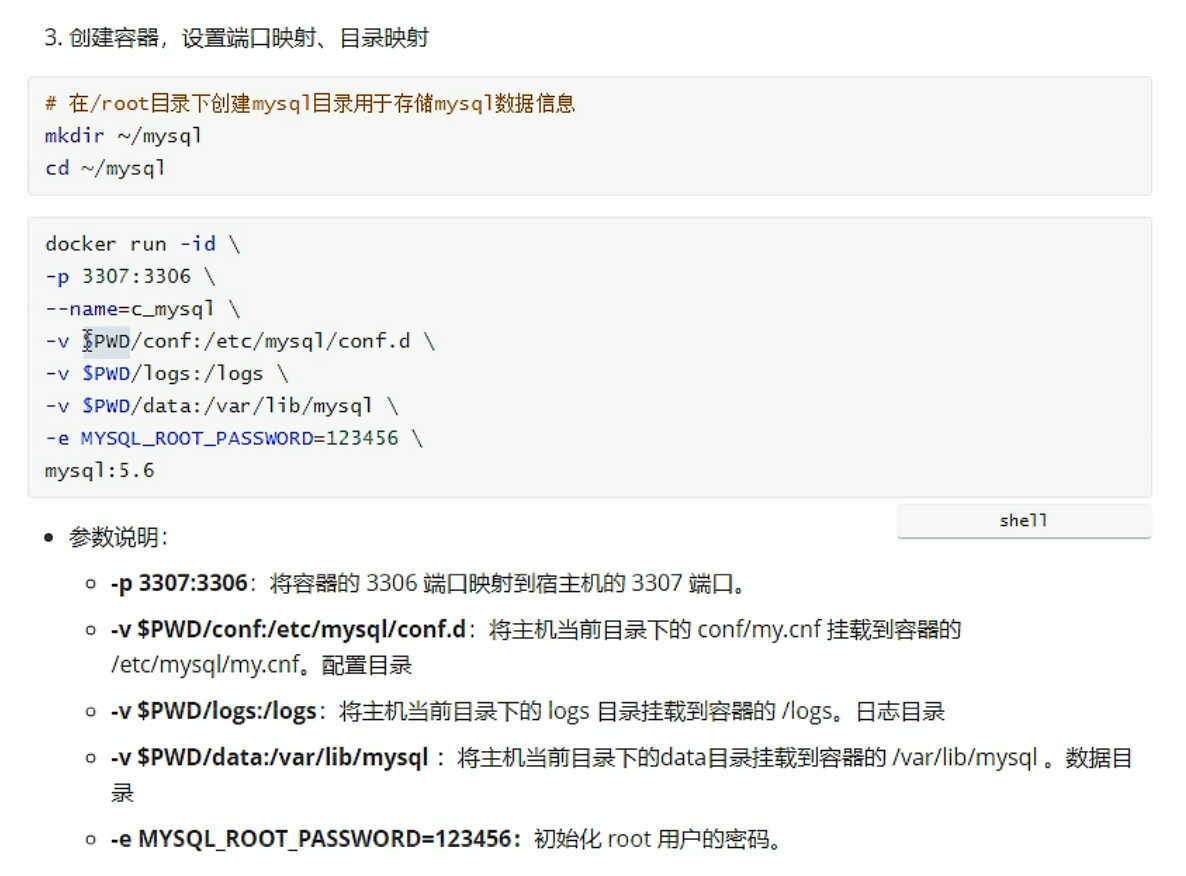 3. 创建容器，设置端口映射、目录映射
# 在/root目录下创建mysql目录用于存储mysql数据信息
mkdir ~/mysql
cd ~/mysql
docker run -id \
-p 3307:3306 \
--name=c_mysql \
-v $PWD/conf:/etc/mysql/conf.d \
-v $PWD/logs:/logs \
-v $PWD/data:/var/lib/mysql \
-e MYSQL_ROOT_PASSWORD=123456 \
mysql:5.6
shell
• 参数说明：
◦ -p 3307:3306：将容器的 3306 端口映射到宿主机的 3307 端口。
◦ -v $PWD/conf:/etc/mysql/conf.d：将主机当前目录下的 conf/my.cnf 挂载到容器的
/etc/mysql/my.cnf。配置目录
◦ -v $PWD/logs:/logs：将主机当前目录下的 logs 目录挂载到容器的 /logs。日志目录
◦ -v $PWD/data:/var/lib/mysql ：将主机当前目录下的data目录挂载到容器的 /var/lib/mysql 。数据目
录
◦ -e MYSQL_ROOT_PASSWORD=123456：初始化 root 用户的密码。